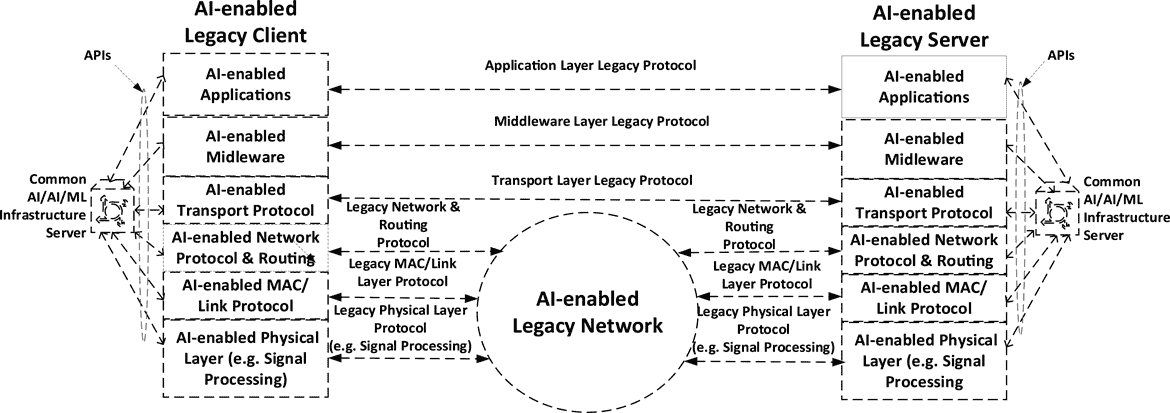 AI-enabled
Legacy Client
AI-enabled
Legacy Server
APIs
APIs
AI-enabled
Applications
Application Layer Legacy Protocol
AI-enabled
Applications
AI-enabled
Midleware
Middleware Layer Legacy Protocol
AI-enabled
Midleware
Common
AI/AI/ML
Infrastructure
Server
AI-enabled
Transport Protocol
Transport Layer Legacy Protocol
AI-enabled
Transport Protocol
Common
AI/AI/ML
Infrastructure
Server
AI-enabled Network
Protocol & Routing
Legacy Network &
Routing
Protocol
Legacy Network &
Routing
Protocol
AI-enabled Network
Protocol & Routing
AI-enabled MAC/
Link Protocol
Legacy MAC/Link
Layer Protocol
AI-enabled
Legacy Network
Legacy MAC/Link
Layer Protocol
AI-enabled MAC/
Link Protocol
AI-enabled Physical
Layer (e.g. Signal
Processing)
Legacy Physical Layer
Protocol
(e.g. Signal Processing)
Legacy Physical Layer
Protocol
(e.g. Signal Processing)
AI-enabled Physical
Layer (e.g. Signal
Processing